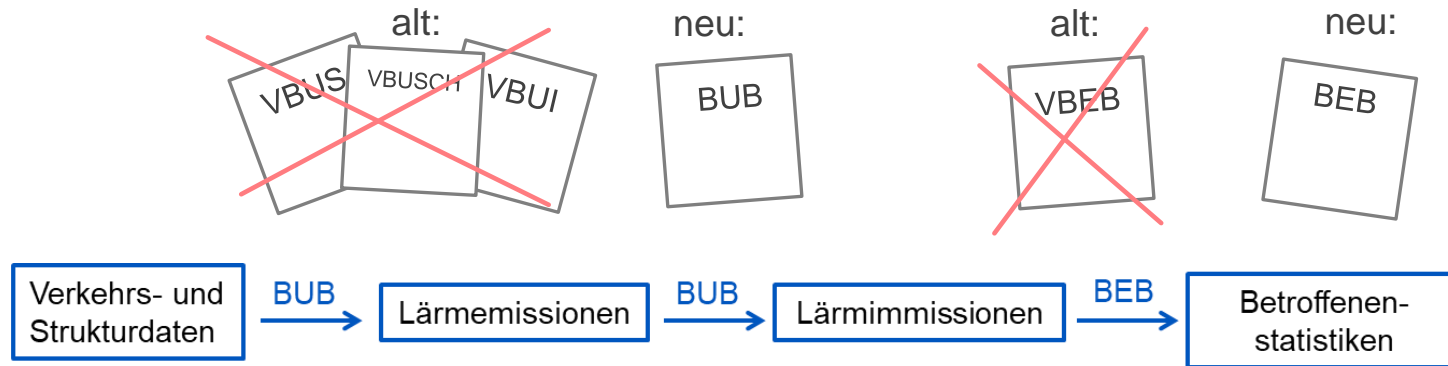 alt:
neu:
alt:
neu:
VBUS
VBUSCH
VBUI
BUB
VBEB
BEB
Verkehrs- und
Strukturdaten
BUB
Lärmemissionen
BUB
Lärmimmissionen
BEB
Betroffenen-
statistiken